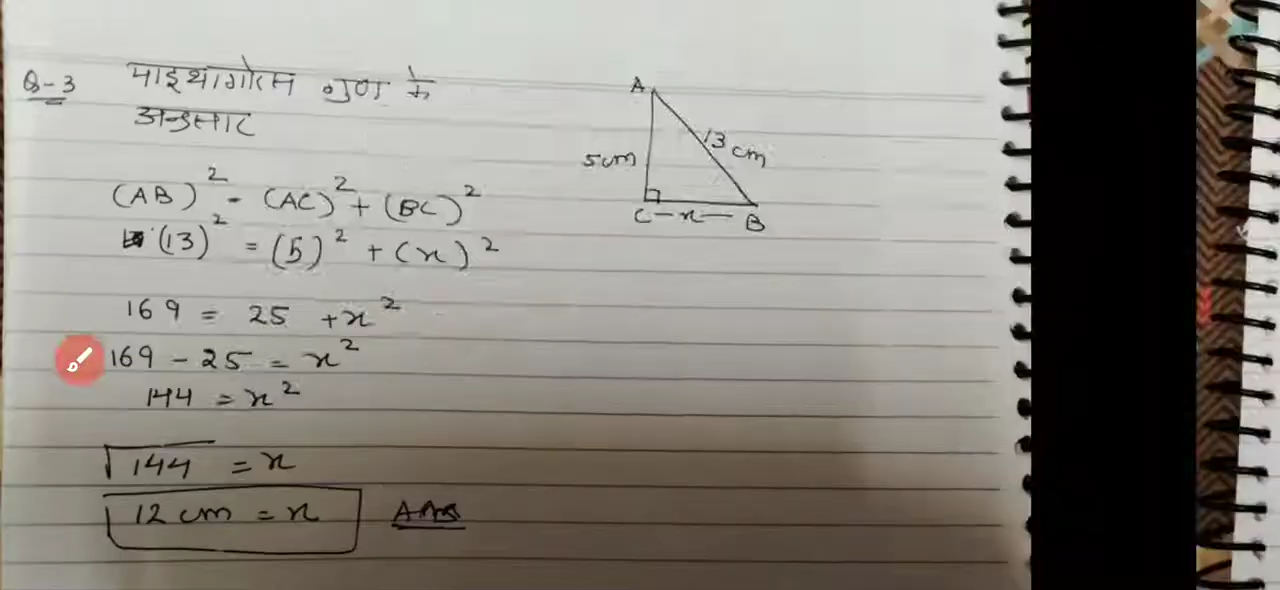 Q-3 पाइथागोरस गुण के
अनुसार
(AB)² = (AC)² + (BC)²
(13)² = (5)² + (x)²
169 = 25 + x²
169 - 25 = x²
144 = x²
√144 = x
12 cm = x Ans
A
13 cm
5cm
C - x - B